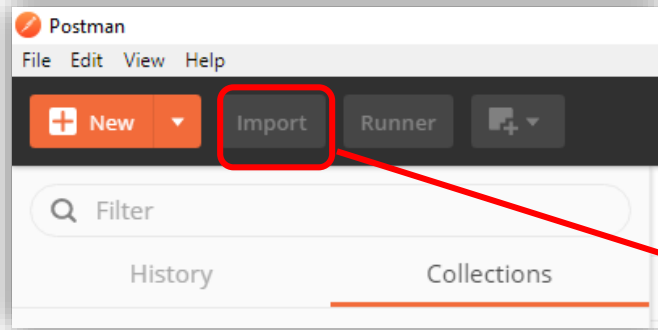 Postman
File Edit View Help
New Import Runner
Filter
History Collections